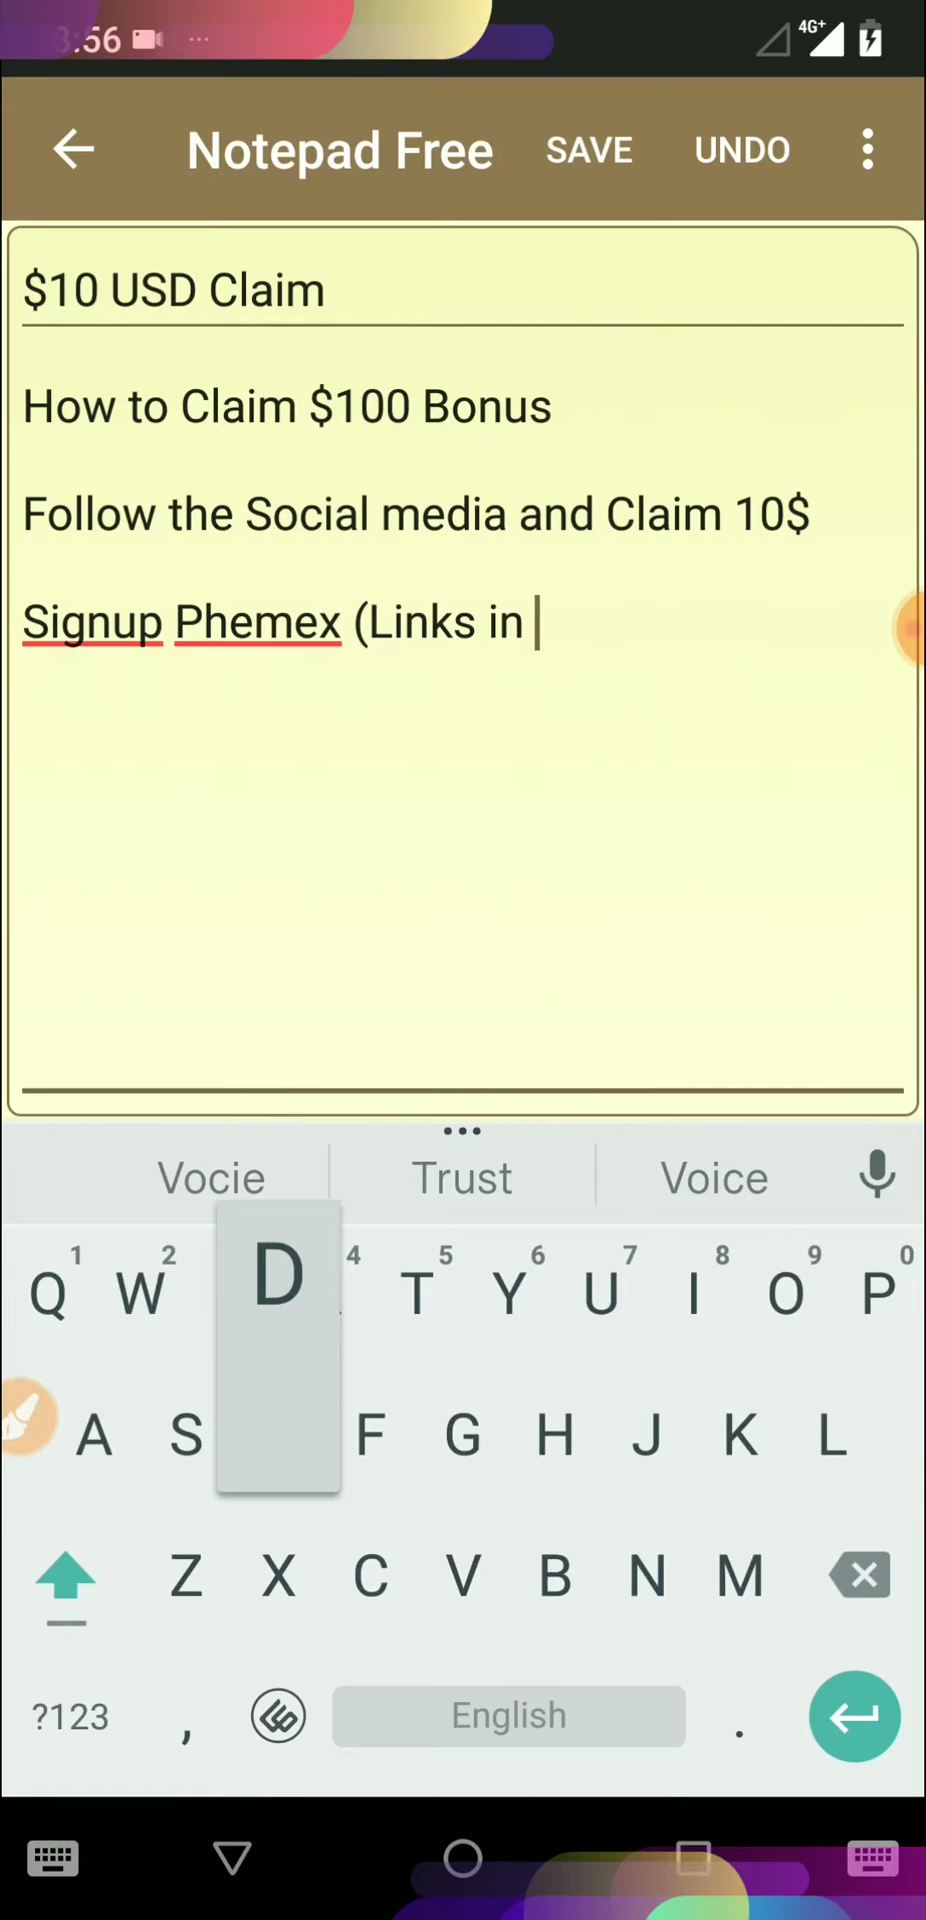 :56
4G+
Notepad Free SAVE UNDO
$10 USD Claim
How to Claim $100 Bonus
Follow the Social media and Claim 10$
Signup Phemex (Links in
Vocie Trust Voice
1 2 4 5 6 7 8 9 0
Q W D T Y U I O P
A S F G H J K L
Z X C V B N M
?123 , English .